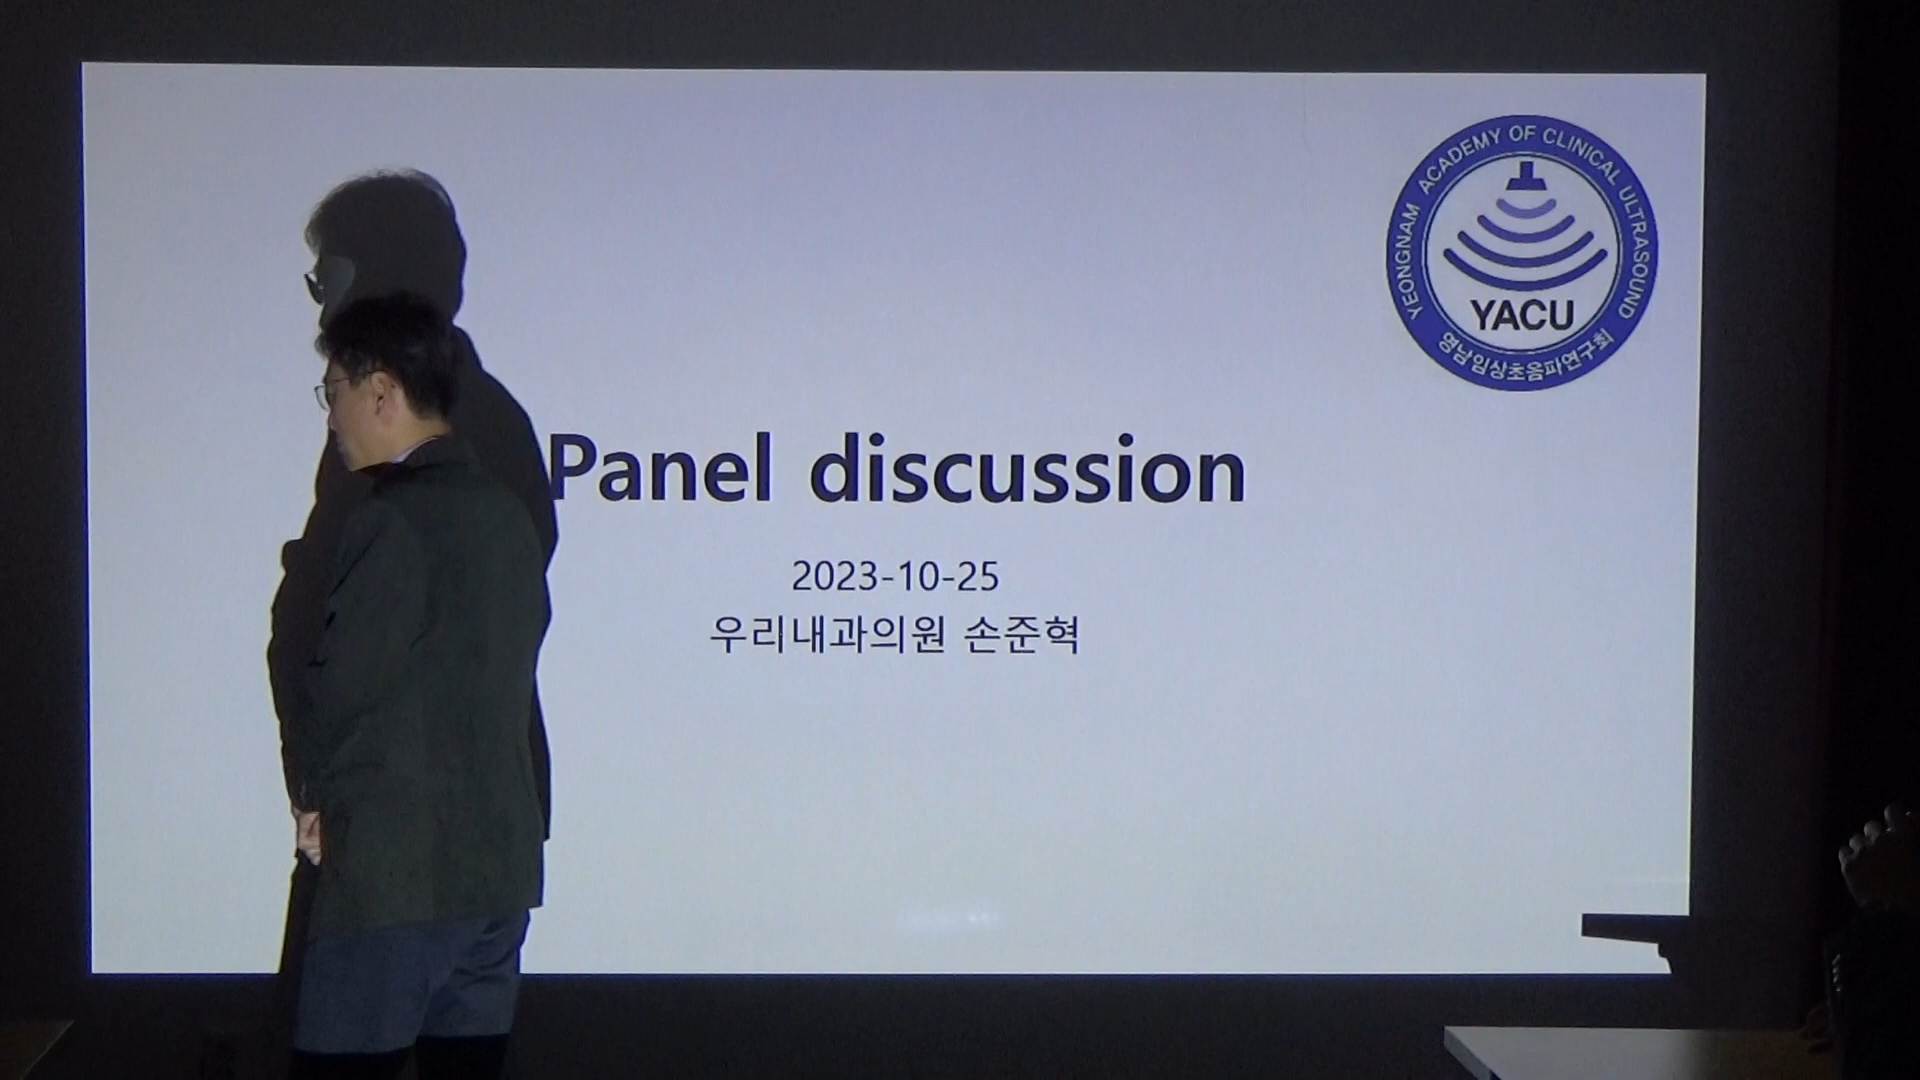 YEONGNAM ACADEMY OF CLINICAL ULTRASOUND
YACU
영남임상초음파연구회
Panel discussion
2023-10-25
우리내과의원 손준혁